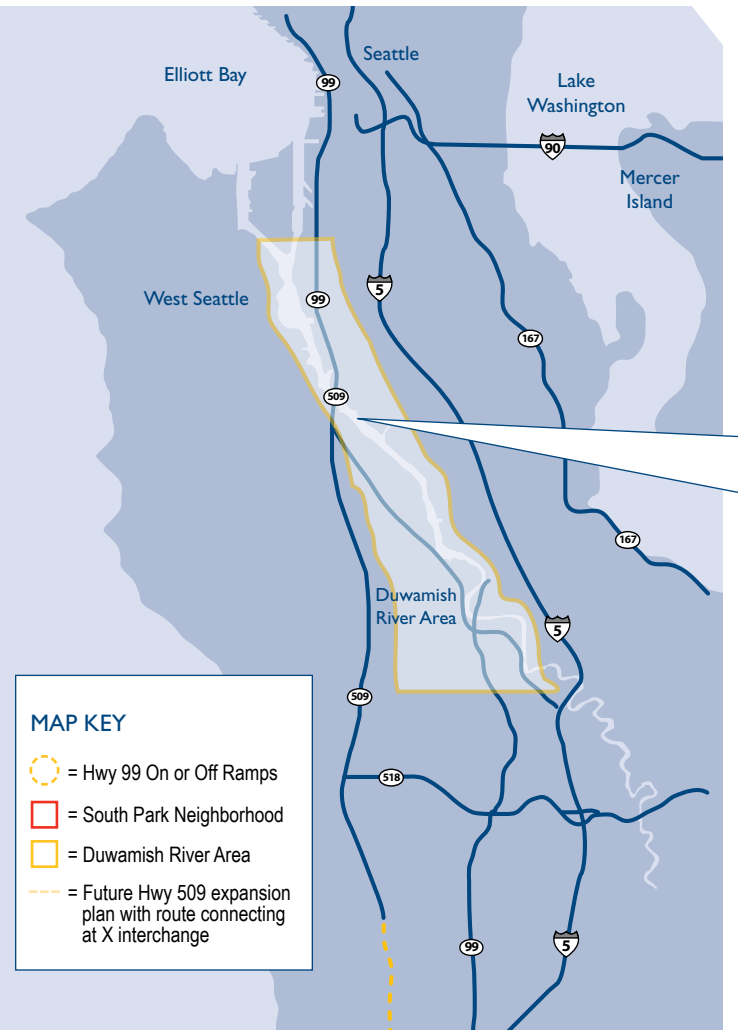 Seattle
Elliott Bay
99
Lake
Washington
90
Mercer
Island
5
West Seattle
99
167
509
167
Duwamish
River Area
5
509
518
99
5
MAP KEY
= Hwy 99 On or Off Ramps
= South Park Neighborhood
= Duwamish River Area
= Future Hwy 509 expansion
plan with route connecting
at X interchange